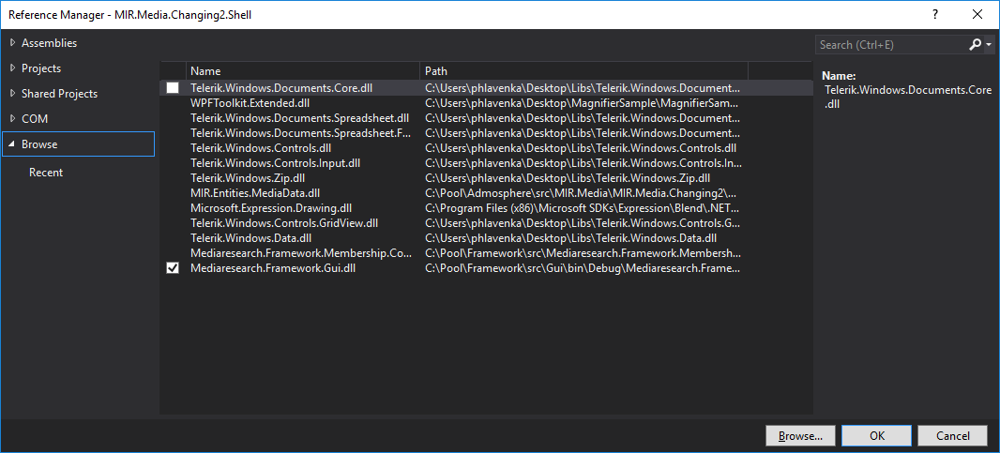 Reference Manager - MIR.Media.Changing2.Shell
Assemblies
Projects
Shared Projects
COM
Browse
Recent
Name Path
Telerik.Windows.Documents.Core.dll C:\Users\phlavenka\Desktop\Libs\Telerik.Windows.Document...
WPFToolkit.Extended.dll C:\Users\phlavenka\Desktop\MagnifierSample\MagnifierSam...
Telerik.Windows.Documents.Spreadsheet.dll C:\Users\phlavenka\Desktop\Libs\Telerik.Windows.Document...
Telerik.Windows.Documents.Spreadsheet.F... C:\Users\phlavenka\Desktop\Libs\Telerik.Windows.Document...
Telerik.Windows.Controls.dll C:\Users\phlavenka\Desktop\Libs\Telerik.Windows.Controls.dll
Telerik.Windows.Controls.Input.dll C:\Users\phlavenka\Desktop\Libs\Telerik.Windows.Controls.In...
Telerik.Windows.Zip.dll C:\Users\phlavenka\Desktop\Libs\Telerik.Windows.Zip.dll
MIR.Entities.MediaData.dll C:\Pool\Admosphere\src\MIR.Media\MIR.Media.Changing2\...
Microsoft.Expression.Drawing.dll C:\Program Files (x86)\Microsoft SDKs\Expression\Blend\.NET...
Telerik.Windows.Controls.GridView.dll C:\Users\phlavenka\Desktop\Libs\Telerik.Windows.Controls.G...
Telerik.Windows.Data.dll C:\Users\phlavenka\Desktop\Libs\Telerik.Windows.Data.dll
Mediaresearch.Framework.Membership.Co... C:\Pool\Framework\src\Mediaresearch.Framework.Membersh...
Mediaresearch.Framework.Gui.dll C:\Pool\Framework\src\Gui\bin\Debug\Mediaresearch.Frame...
Search (Ctrl+E)
Name:
Telerik.Windows.Documents.Core
.dll
Browse... OK Cancel